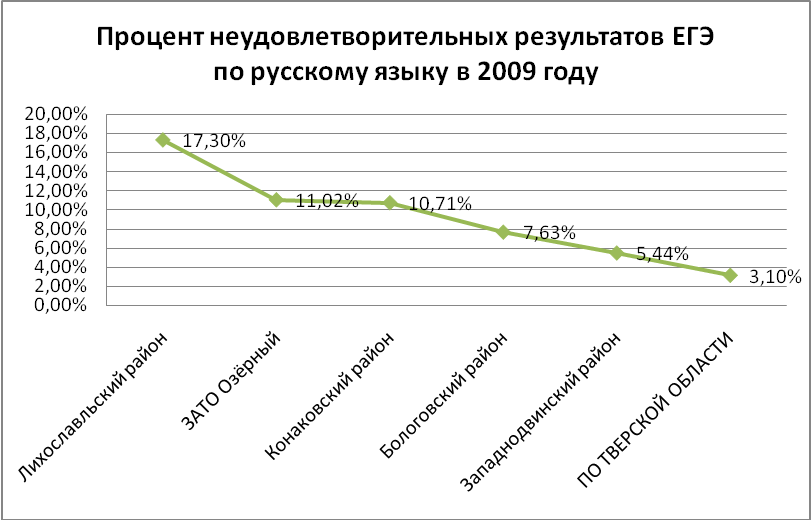 Процент неудовлетворительных результатов ЕГЭ
по русскому языку в 2009 году
20,00%
18,00%
16,00%
14,00%
12,00%
10,00%
8,00%
6,00%
4,00%
2,00%
0,00%
17,30%
11,02%
10,71%
7,63%
5,44%
3,10%
Лихославльский район
ЗАТО Озёрный
Конаковский район
Бологовский район
Западнодвинский район
ПО ТВЕРСКОЙ ОБЛАСТИ